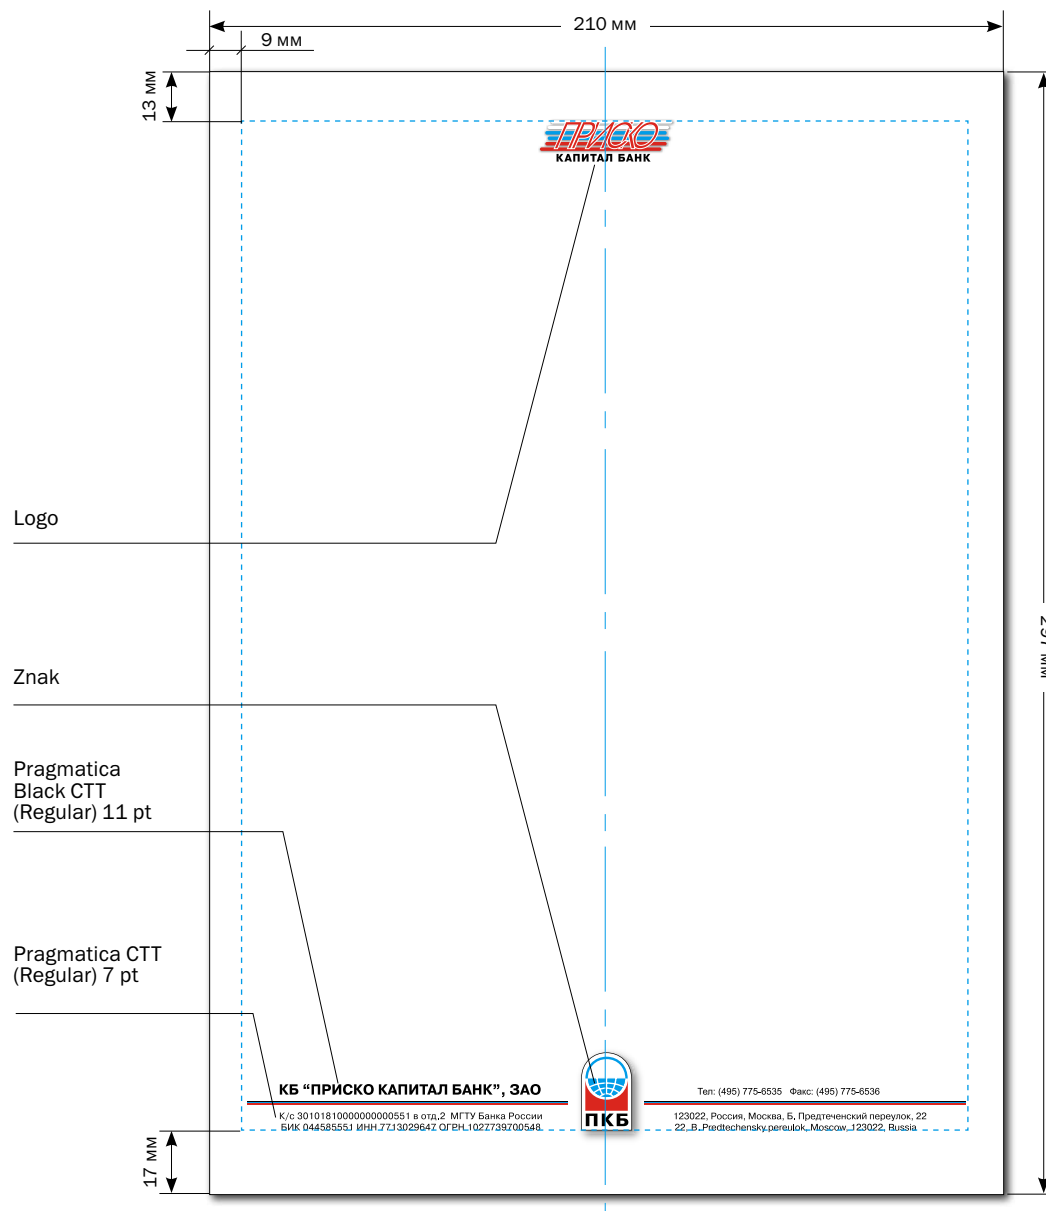 210 мм
9 мм
13 мм
ПРИСКО
КАПИТАЛ БАНК
Logo
297 мм
Znak
Pragmatica
Black CTT
(Regular) 11 pt
Pragmatica CTT
(Regular) 7 pt
КБ “ПРИСКО КАПИТАЛ БАНК”, ЗАО
Тел: (495) 775-6535 Факс: (495) 775-6536
К/с 30101810000000000551 в отд,2 МГТУ Банка России
БИК 044585551 ИНН 7713029647 ОГРН 1027739700548
ПКБ
123022, Россия, Москва, Б, Предтеченский переулок, 22
22, B. Predtechensky pereulok, Moscow, 123022, Russia
17 мм